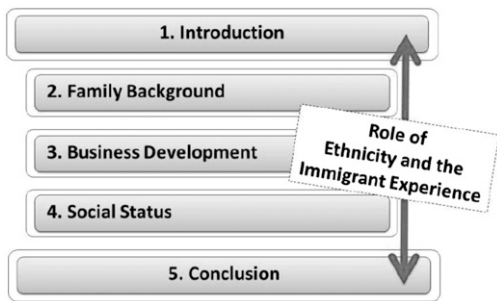 1. Introduction
2. Family Background
3. Business Development
4. Social Status
5. Conclusion
Role of
Ethnicity and the
Immigrant Experience